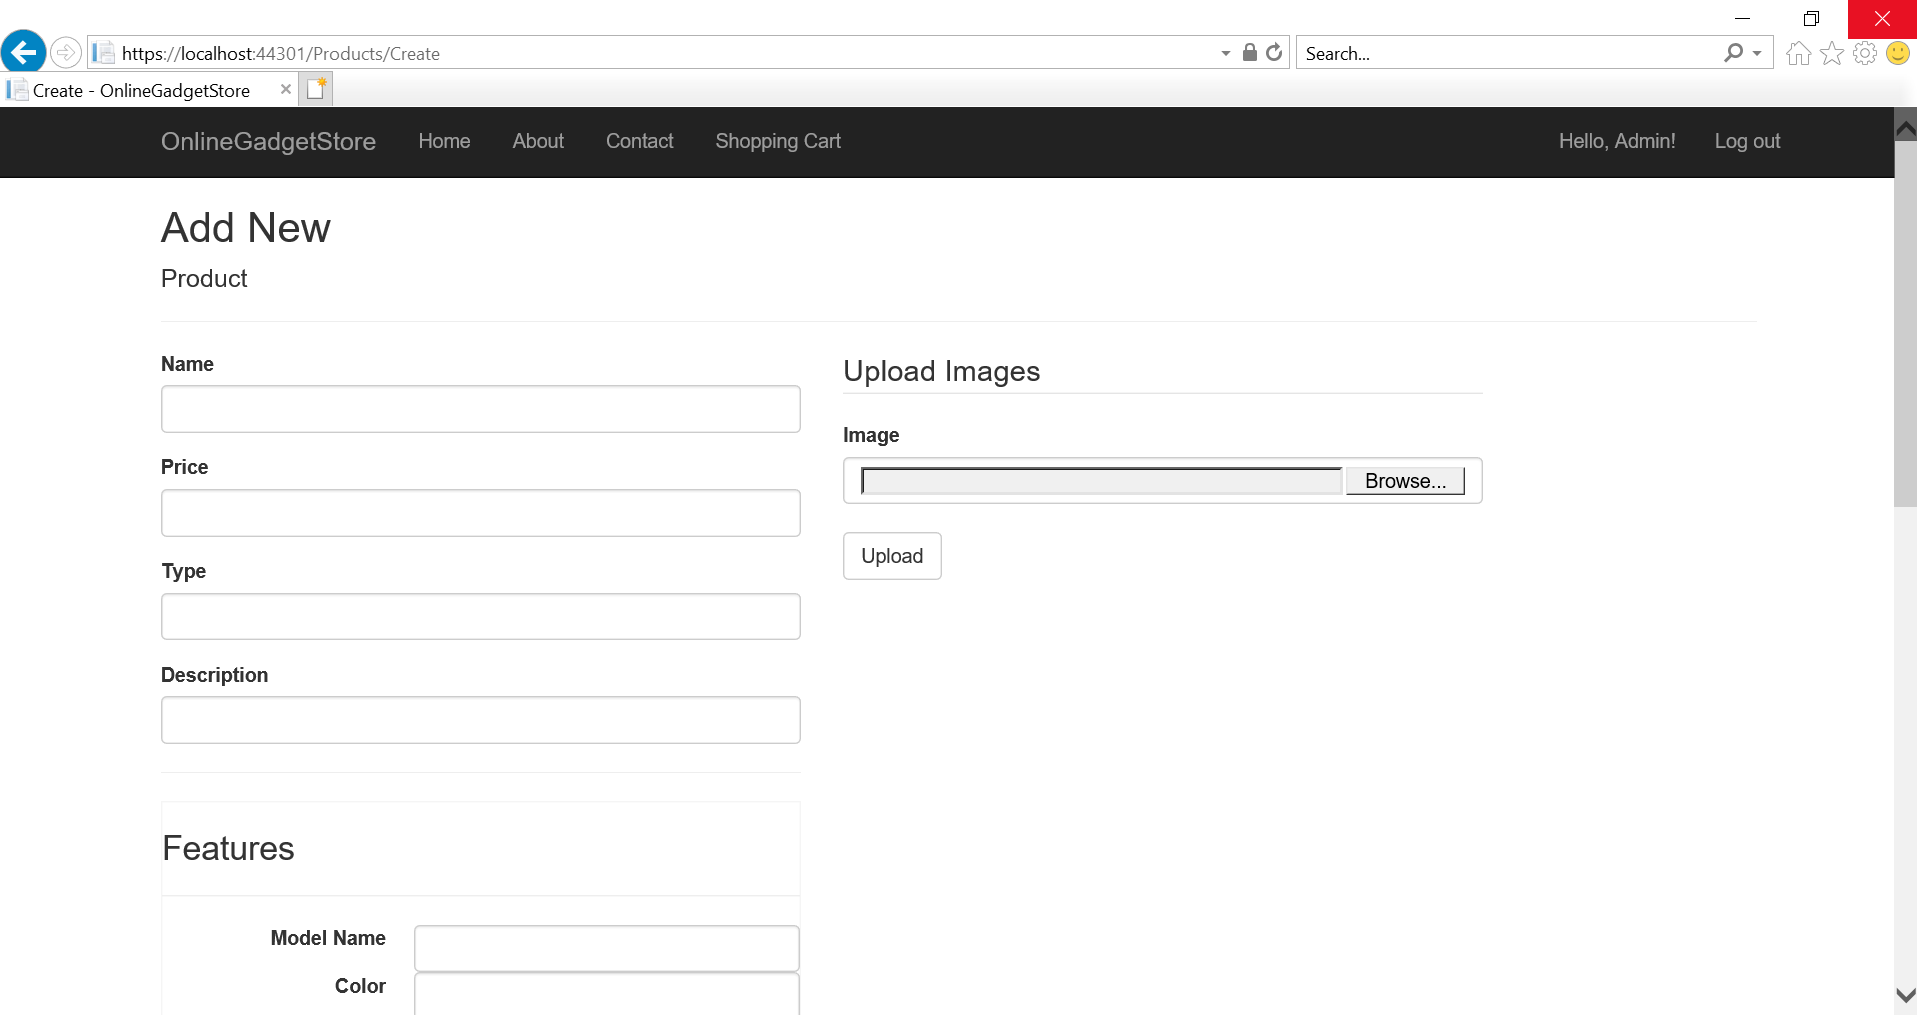 https://localhost:44301/Products/Create
Search...
Create - OnlineGadgetStore
OnlineGadgetStore Home About Contact Shopping Cart Hello, Admin! Log out
Add New
Product
Name
Upload Images
Image
Browse...
Price
Upload
Type
Description
Features
Model Name
Color